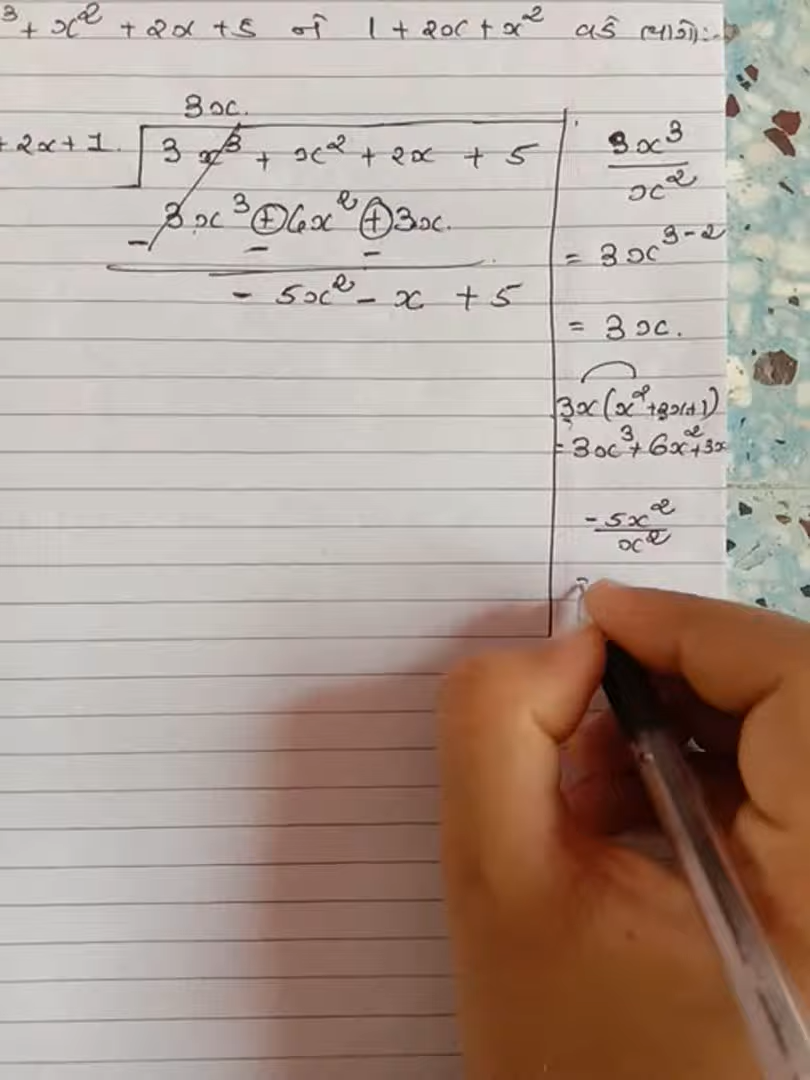 ³ + x² + 2x + 5 ને 1 + 2x + x² વડે ભાગો:-
3x.
+ 2x + 1. 3x³ + x² + 2x + 5
3x³ + 6x² + 3x.
- - -
- 5x² - x + 5
3x³
x²
= 3x³⁻²
= 3x.
3x(x²+2x+1)
= 3x³ + 6x² + 3x
-5x²
x²